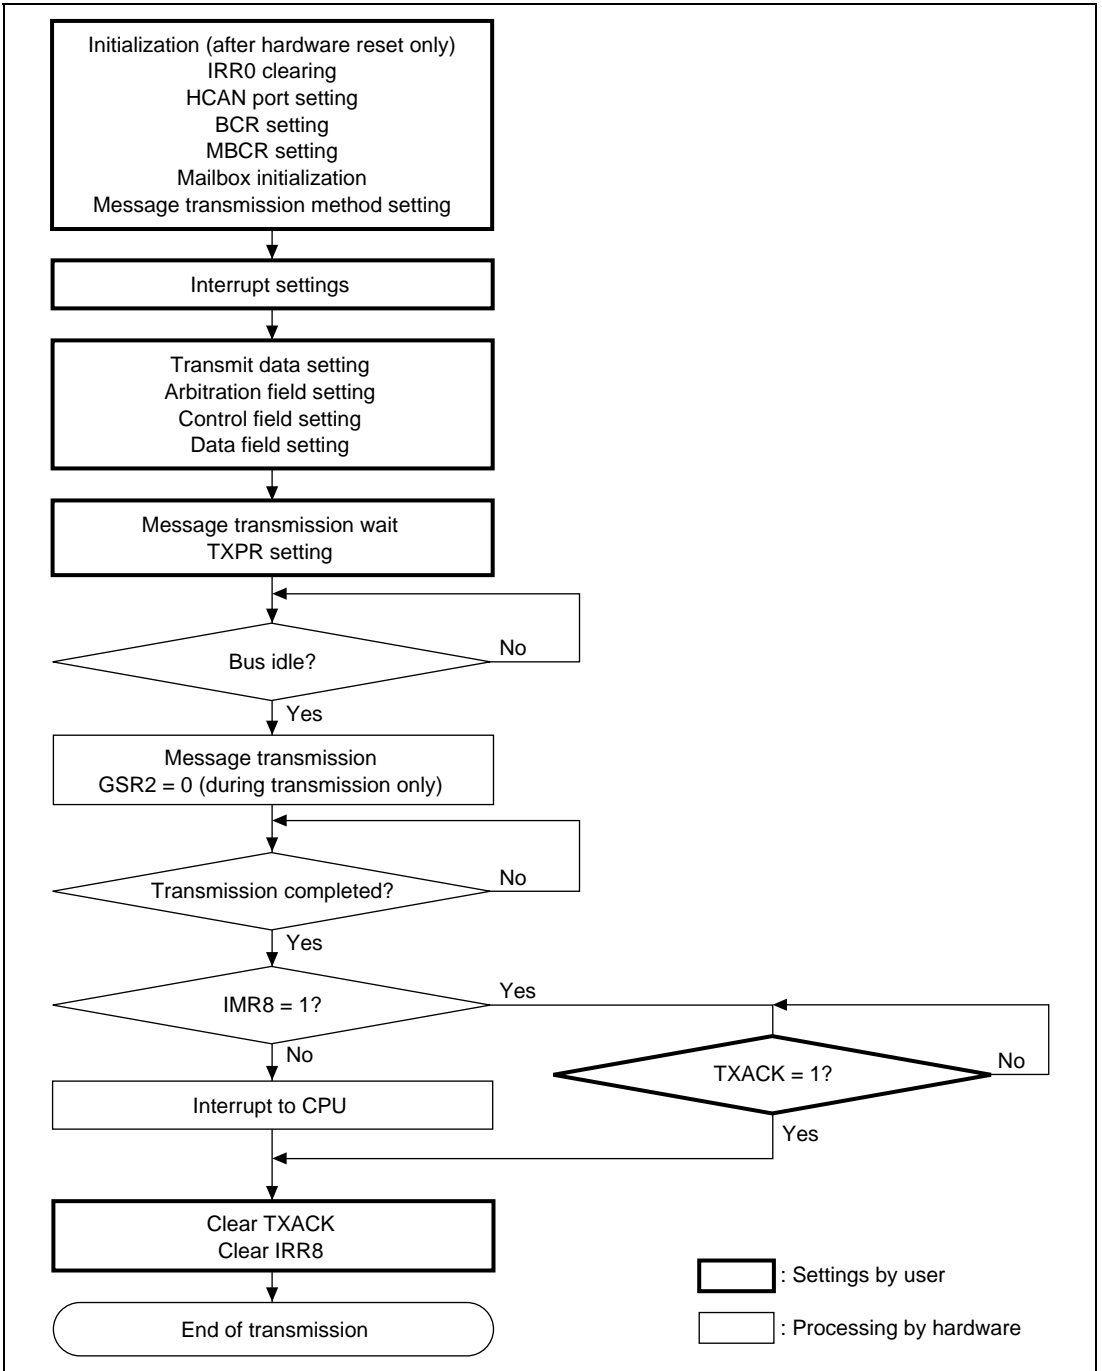 Initialization (after hardware reset only)
IRR0 clearing
HCAN port setting
BCR setting
MBCR setting
Mailbox initialization
Message transmission method setting
Interrupt settings
Transmit data setting
Arbitration field setting
Control field setting
Data field setting
Message transmission wait
TXPR setting
Bus idle?
No
Yes
Message transmission
GSR2 = 0 (during transmission only)
Transmission completed?
No
Yes
IMR8 = 1?
Yes
No
TXACK = 1?
No
Yes
Interrupt to CPU
Clear TXACK
Clear IRR8
End of transmission
: Settings by user
: Processing by hardware